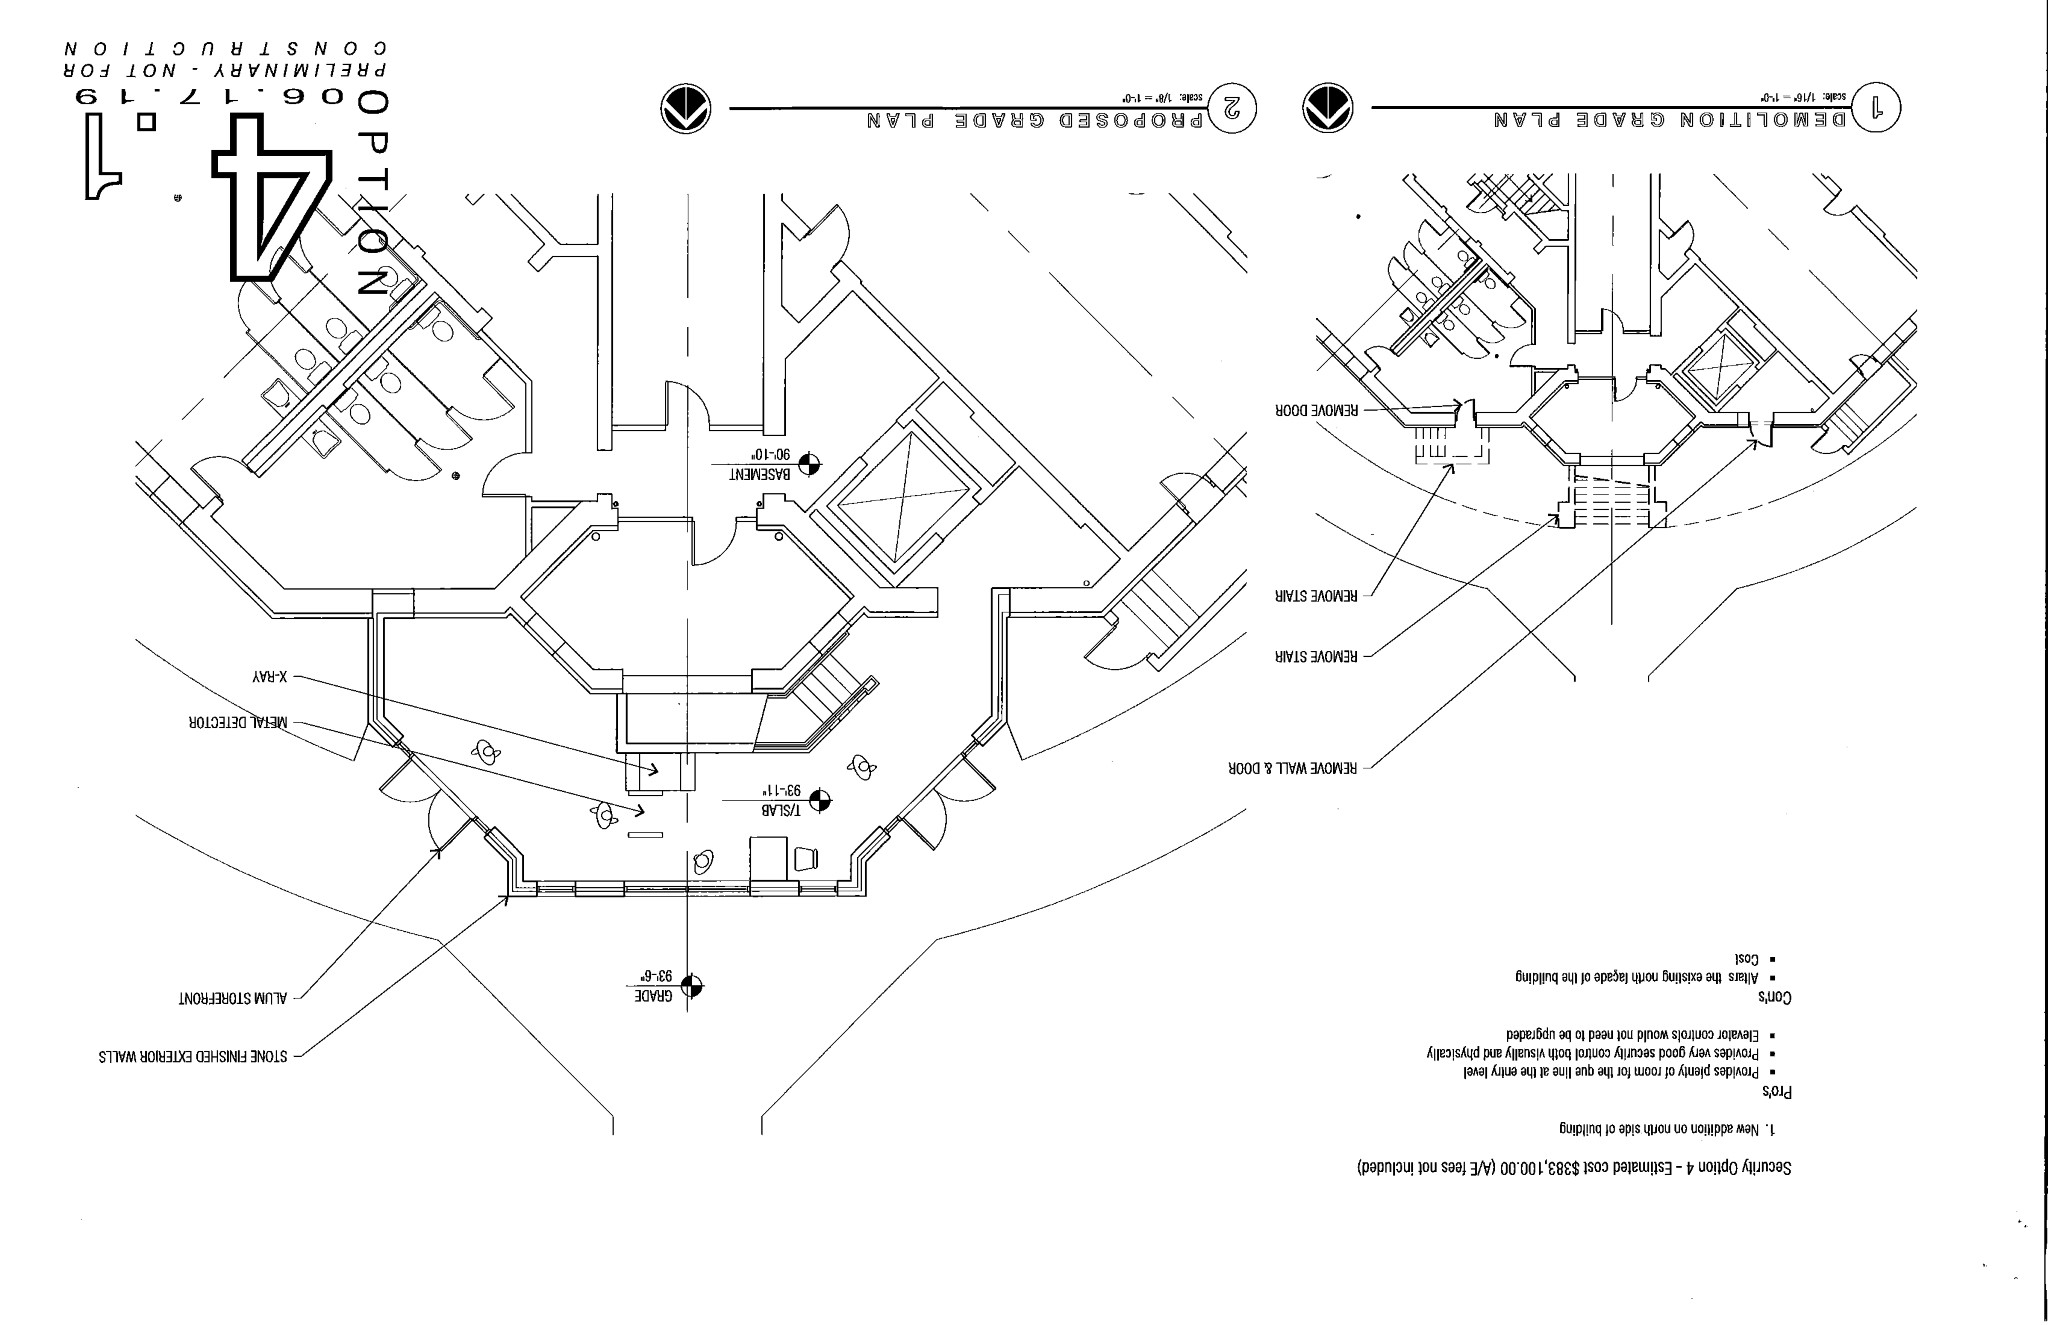 Security Option 4 – Estimated cost $383,100.00 (A/E fees not included)
1. New addition on north side of building
Pro's
▪ Provides plenty of room for the que line at the entry level
▪ Provides very good security control both visually and physically
▪ Elevator controls would not need to be upgraded
Con's
▪ Altars the existing north façade of the building
▪ Cost
REMOVE WALL & DOOR
REMOVE STAIR
REMOVE STAIR
REMOVE DOOR
1
DEMOLITION GRADE PLAN
scale: 1/16" = 1'-0"
STONE FINISHED EXTERIOR WALLS
ALUM STOREFRONT
GRADE
93'-6"
T/SLAB
93'-11"
METAL DETECTOR
X-RAY
BASEMENT
90'-10"
2
PROPOSED GRADE PLAN
scale: 1/8" = 1'-0"
OPTION
4.1
06.17.19
PRELIMINARY - NOT FOR
CONSTRUCTION